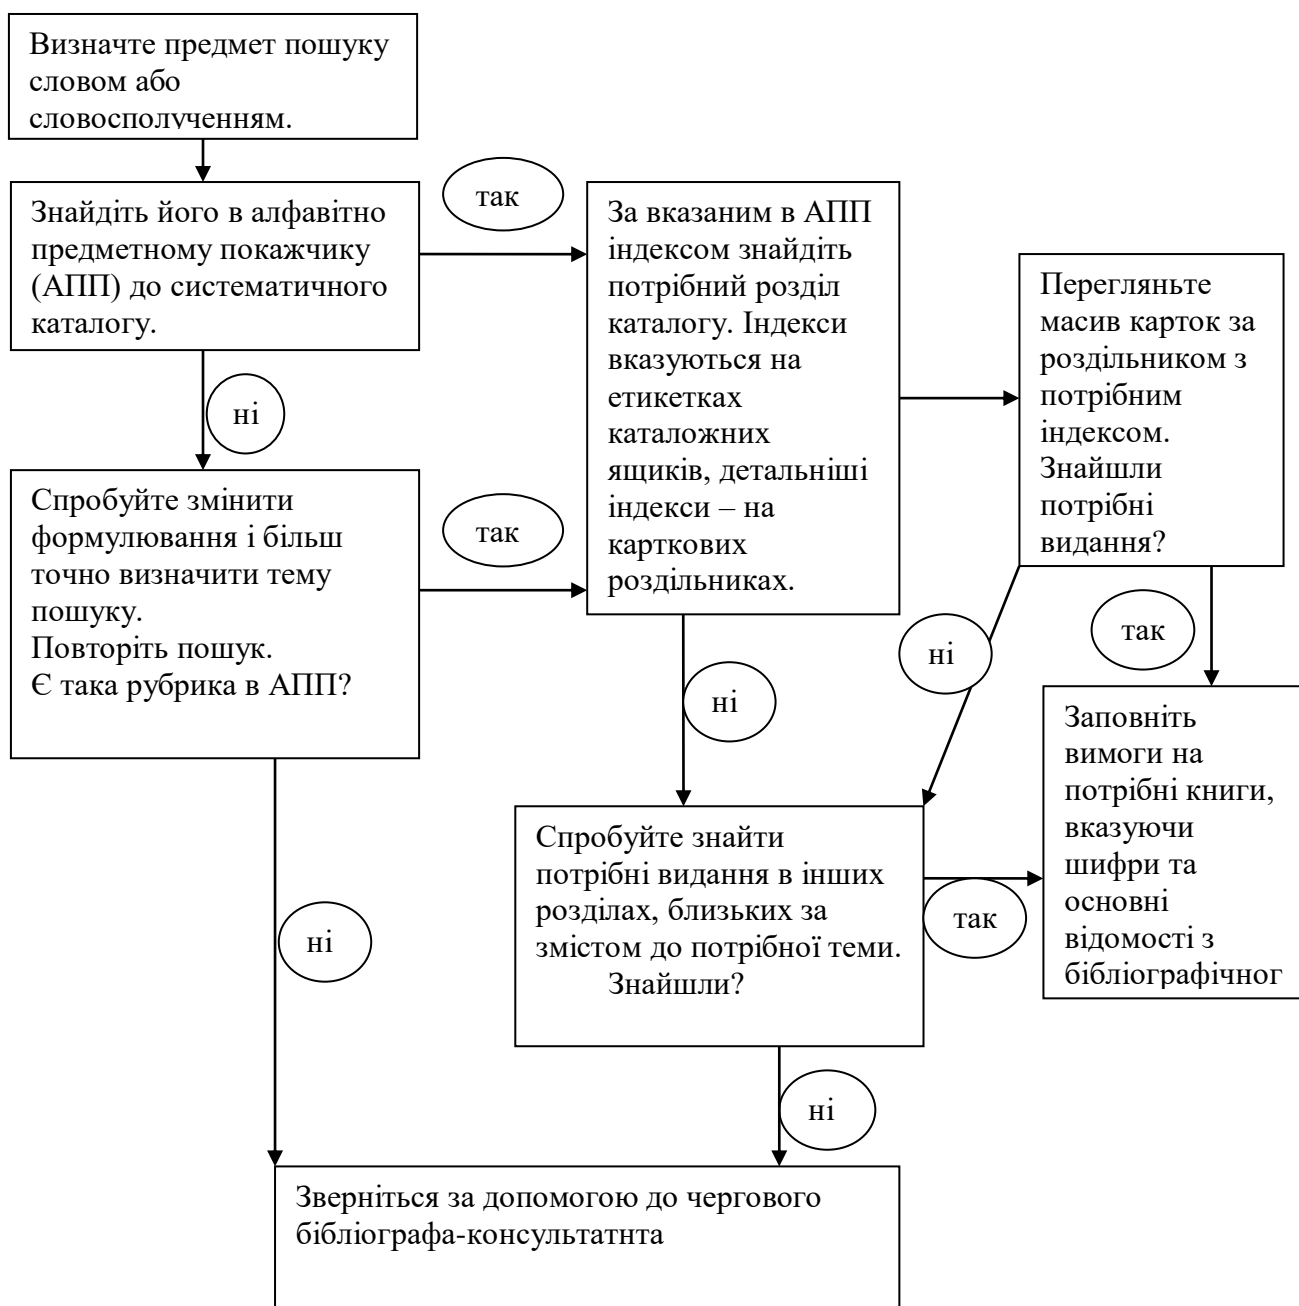 Визначте предмет пошуку
словом або
словосполученням.
Знайдіть його в алфавітно
предметному покажчику
(АПП) до систематичного
каталогу.
так
За вказаним в АПП
індексом знайдіть
потрібний розділ
каталогу. Індекси
вказуються на
етикетках
каталожних
ящиків, детальніші
індекси – на
карткових
роздільниках.
Перегляньте
масив карток за
роздільником з
потрібним
індексом.
Знайшли
потрібні
видання?
ні
Спробуйте змінити
формулювання і більш
точно визначити тему
пошуку.
Повторіть пошук.
Є така рубрика в АПП?
так
ні
ні
так
Заповніть
вимоги на
потрібні книги,
вказуючи
шифри та
основні
відомості з
бібліографічног
Спробуйте знайти
потрібні видання в інших
розділах, близьких за
змістом до потрібної теми.
Знайшли?
так
ні
ні
Зверніться за допомогою до чергового
бібліографа-консультатнта